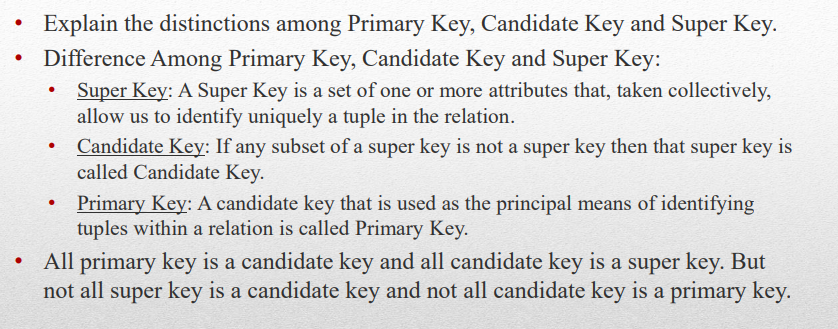 • Explain the distinctions among Primary Key, Candidate Key and Super Key.
• Difference Among Primary Key, Candidate Key and Super Key:
• Super Key: A Super Key is a set of one or more attributes that, taken collectively,
allow us to identify uniquely a tuple in the relation.
• Candidate Key: If any subset of a super key is not a super key then that super key is
called Candidate Key.
• Primary Key: A candidate key that is used as the principal means of identifying
tuples within a relation is called Primary Key.
• All primary key is a candidate key and all candidate key is a super key. But
not all super key is a candidate key and not all candidate key is a primary key.